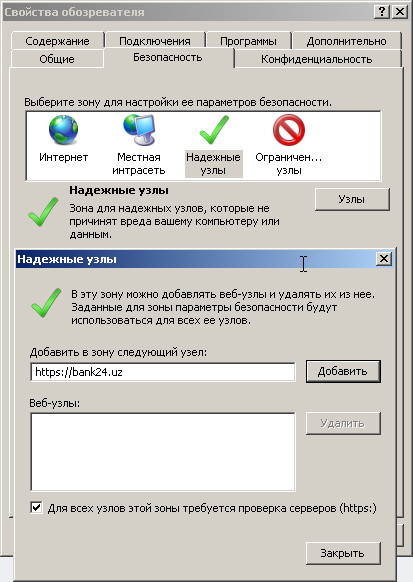 Свойства обозревателя
Содержание Подключения Программы Дополнительно
Общие Безопасность Конфиденциальность
Выберите зону для настройки ее параметров безопасности.
Интернет Местная интрасеть Надежные узлы Ограничен... узлы
Надежные узлы
Узлы
Зона для надежных узлов, которые не
причинят вреда вашему компьютеру или
данным.
Надежные узлы
В эту зону можно добавлять веб-узлы и удалять их из нее.
Заданные для зоны параметры безопасности будут
использоваться для всех ее узлов.
Добавить в зону следующий узел:
https://bank24.uz Добавить
Веб-узлы:
Удалить
Для всех узлов этой зоны требуется проверка серверов (https:)
Закрыть